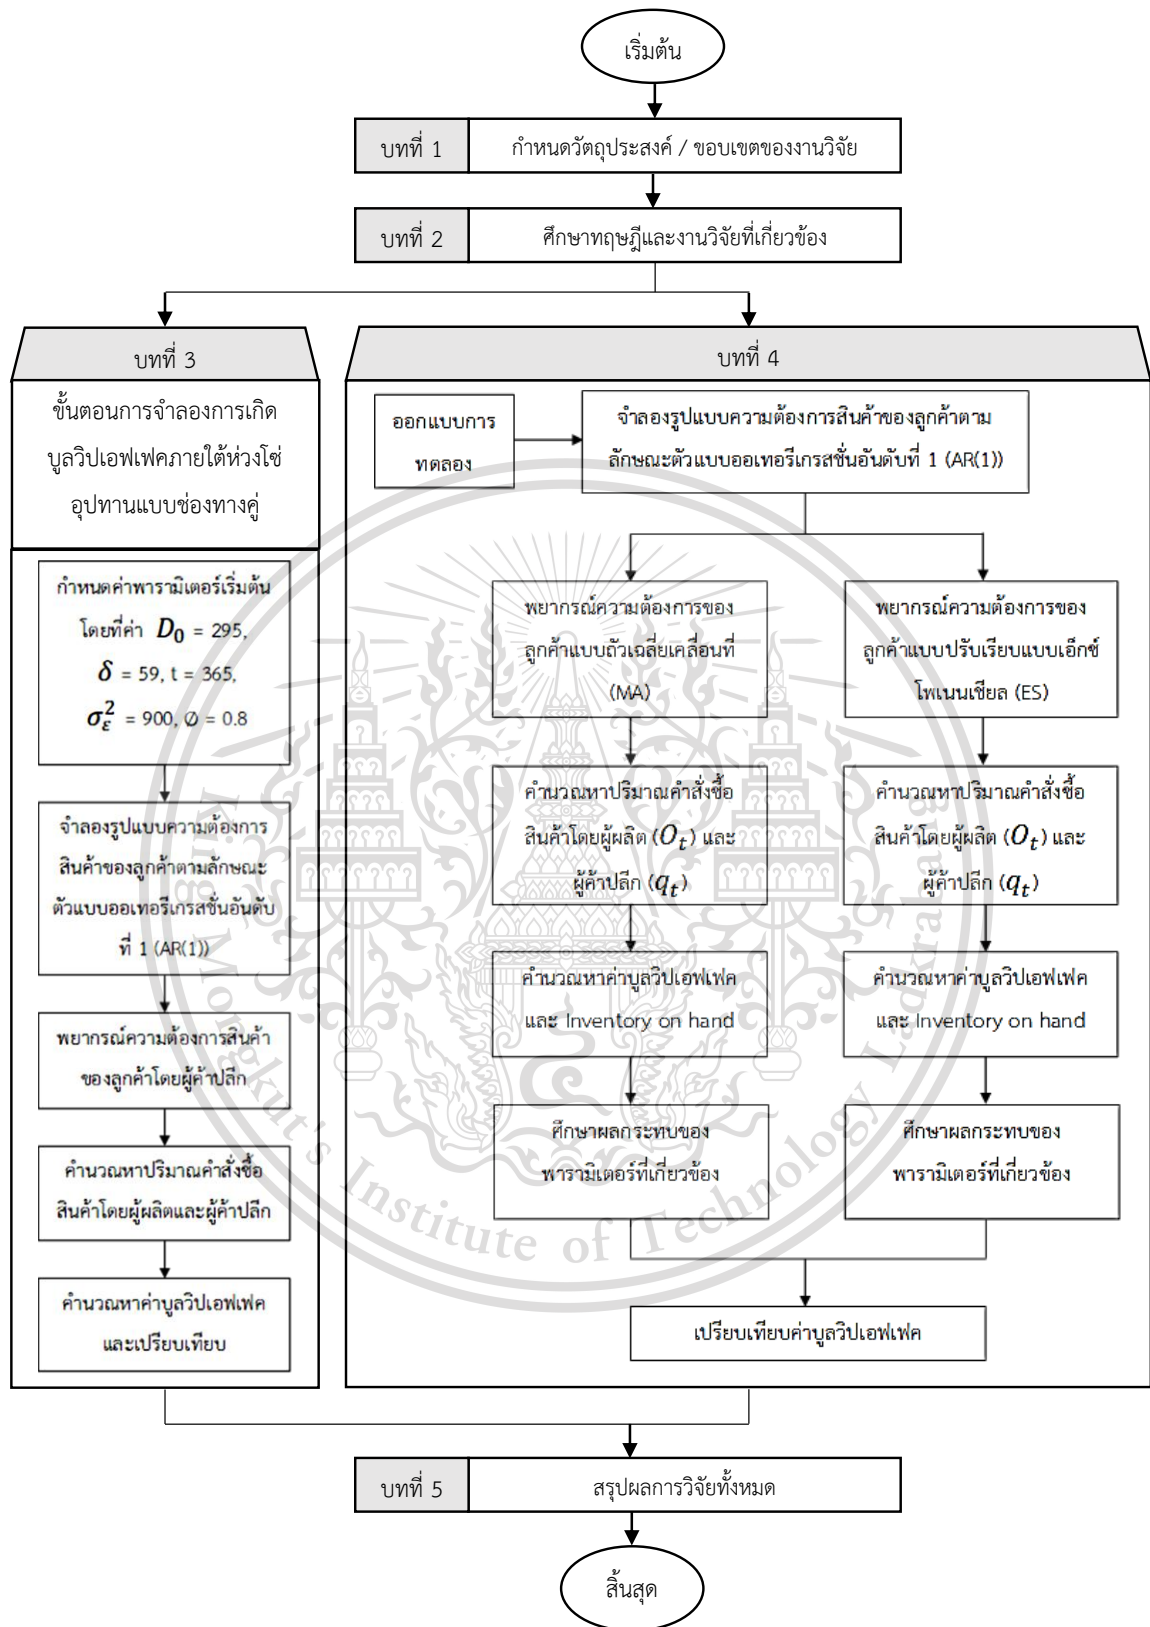 เริ่มต้น
บทที่ 1
กำหนดวัตถุประสงค์ / ขอบเขตของงานวิจัย
บทที่ 2
ศึกษาทฤษฎีและงานวิจัยที่เกี่ยวข้อง
บทที่ 3
ขั้นตอนการจำลองการเกิด
บูลวิปเอฟเฟคภายใต้ห่วงโซ่
อุปทานแบบช่องทางคู่
กำหนดค่าพารามิเตอร์เริ่มต้น
โดยที่ค่า D₀ = 295,
δ = 59, t = 365,
σ²ε = 900, Ø = 0.8
จำลองรูปแบบความต้องการ
สินค้าของลูกค้าตามลักษณะ
ตัวแบบออเทอรีเกรสชั่นอันดับ
ที่ 1 (AR(1))
พยากรณ์ความต้องการสินค้า
ของลูกค้าโดยผู้ค้าปลีก
คำนวณหาปริมาณคำสั่งซื้อ
สินค้าโดยผู้ผลิตและผู้ค้าปลีก
คำนวณหาค่าบูลวิปเอฟเฟค
และเปรียบเทียบ
บทที่ 4
ออกแบบการ
ทดลอง
จำลองรูปแบบความต้องการสินค้าของลูกค้าตาม
ลักษณะตัวแบบออเทอรีเกรสชั่นอันดับที่ 1 (AR(1))
พยากรณ์ความต้องการของ
ลูกค้าแบบถัวเฉลี่ยเคลื่อนที่
(MA)
คำนวณหาปริมาณคำสั่งซื้อ
สินค้าโดยผู้ผลิต (Oₜ) และ
ผู้ค้าปลีก (qₜ)
คำนวณหาค่าบูลวิปเอฟเฟค
และ Inventory on hand
ศึกษาผลกระทบของ
พารามิเตอร์ที่เกี่ยวข้อง
พยากรณ์ความต้องการของ
ลูกค้าแบบปรับเรียบแบบเอ็กซ์
โพเนนเชียล (ES)
คำนวณหาปริมาณคำสั่งซื้อ
สินค้าโดยผู้ผลิต (Oₜ) และ
ผู้ค้าปลีก (qₜ)
คำนวณหาค่าบูลวิปเอฟเฟค
และ Inventory on hand
ศึกษาผลกระทบของ
พารามิเตอร์ที่เกี่ยวข้อง
เปรียบเทียบค่าบูลวิปเอฟเฟค
บทที่ 5
สรุปผลการวิจัยทั้งหมด
สิ้นสุด
King Mongkut's Institute of Technology Ladkrabang